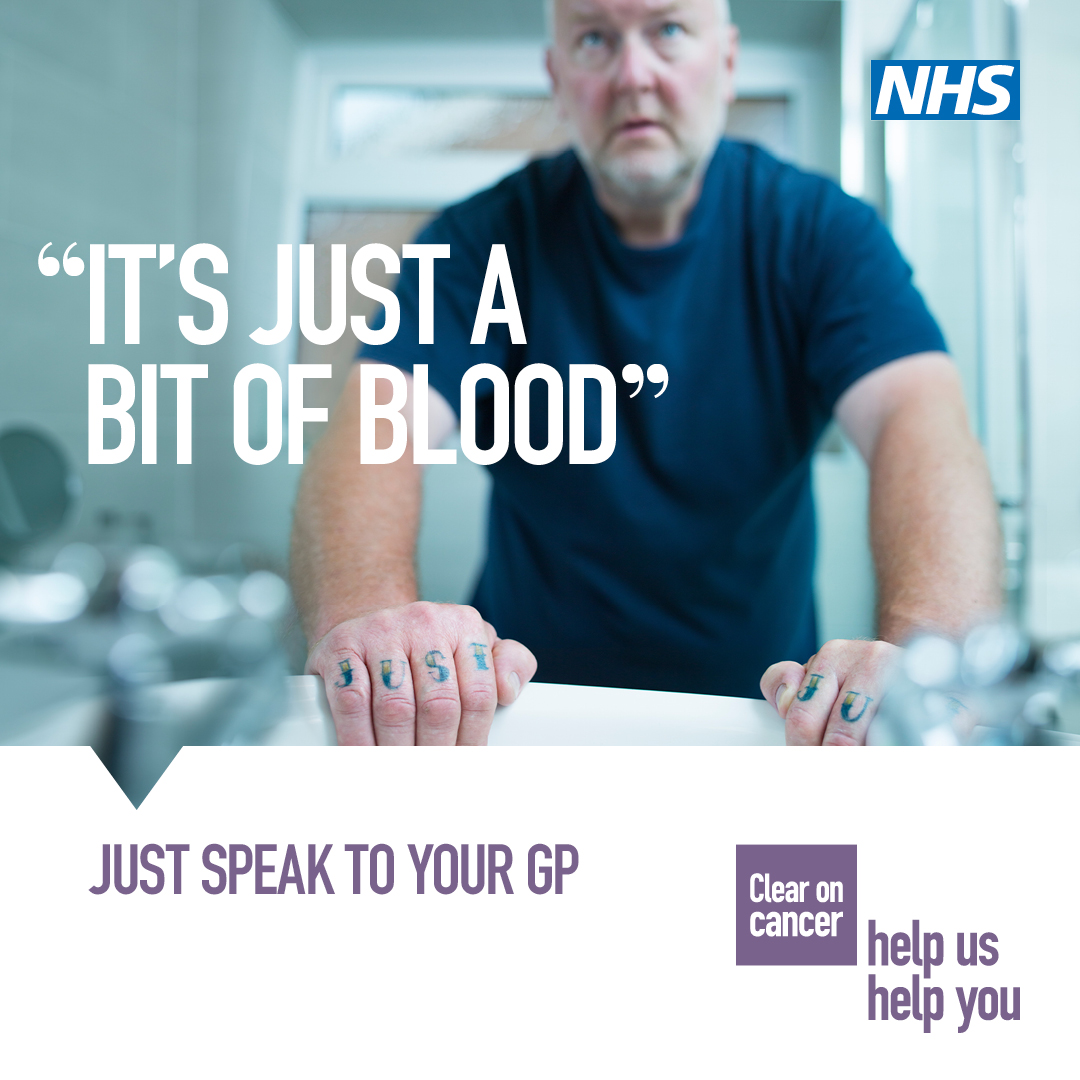 NHS
“IT’S JUST A
BIT OF BLOOD”
JUST
JU
JUST SPEAK TO YOUR GP
Clear on
cancer
help us
help you